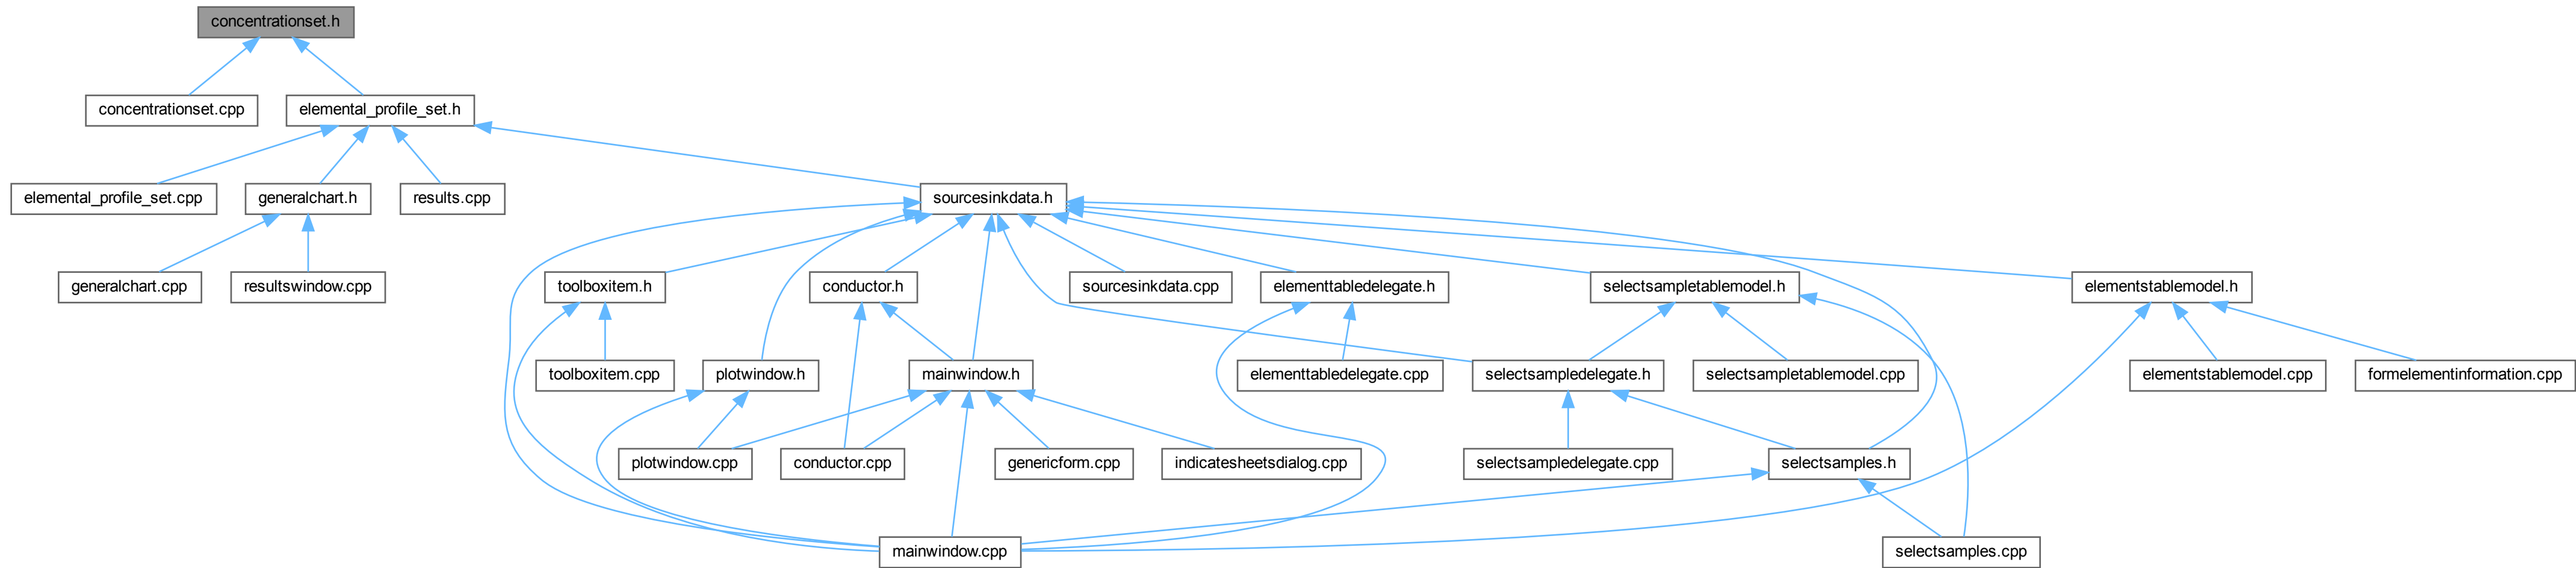 concentrationset.h
concentrationset.cpp
elemental_profile_set.h
elemental_profile_set.cpp
generalchart.h
results.cpp
sourcesinkdata.h
generalchart.cpp
resultswindow.cpp
toolboxitem.h
conductor.h
sourcesinkdata.cpp
elementtabledelegate.h
selectsampletablemodel.h
elementstablemodel.h
toolboxitem.cpp
plotwindow.h
mainwindow.h
elementtabledelegate.cpp
selectsampledelegate.h
selectsampletablemodel.cpp
elementstablemodel.cpp
formelementinformation.cpp
plotwindow.cpp
conductor.cpp
genericform.cpp
indicatesheetsdialog.cpp
selectsampledelegate.cpp
selectsamples.h
mainwindow.cpp
selectsamples.cpp